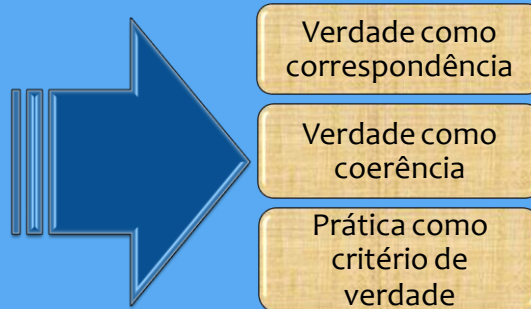 Verdade como
correspondência
Verdade como
coerência
Prática como
critério de
verdade